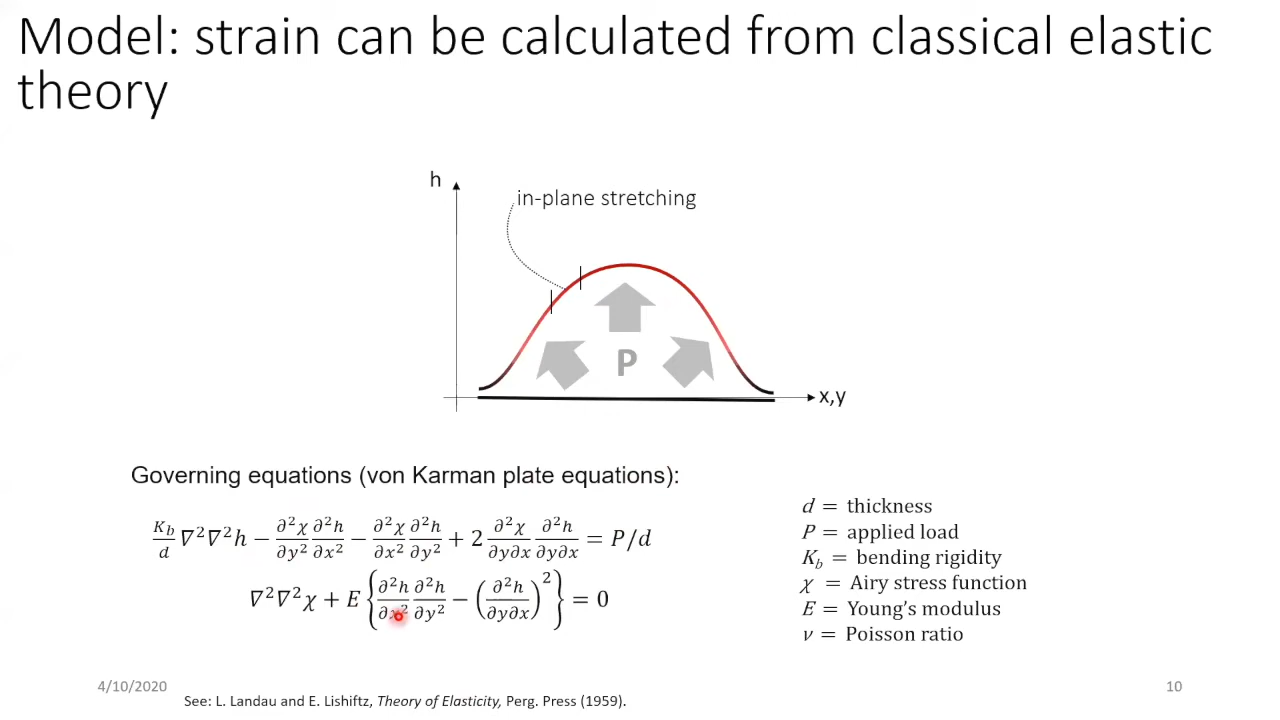 Model: strain can be calculated from classical elastic
theory
h
in-plane stretching
P
x,y
Governing equations (von Karman plate equations):
K_b/d ∇²∇²h − ∂²χ/∂y² ∂²h/∂x² − ∂²χ/∂x² ∂²h/∂y² + 2 ∂²χ/∂y∂x ∂²h/∂y∂x = P/d
∇²∇²χ + E {∂²h/∂x² ∂²h/∂y² − (∂²h/∂y∂x)²} = 0
d = thickness
P = applied load
K_b = bending rigidity
χ = Airy stress function
E = Young's modulus
ν = Poisson ratio
4/10/2020
See: L. Landau and E. Lishiftz, Theory of Elasticity, Perg. Press (1959).
10